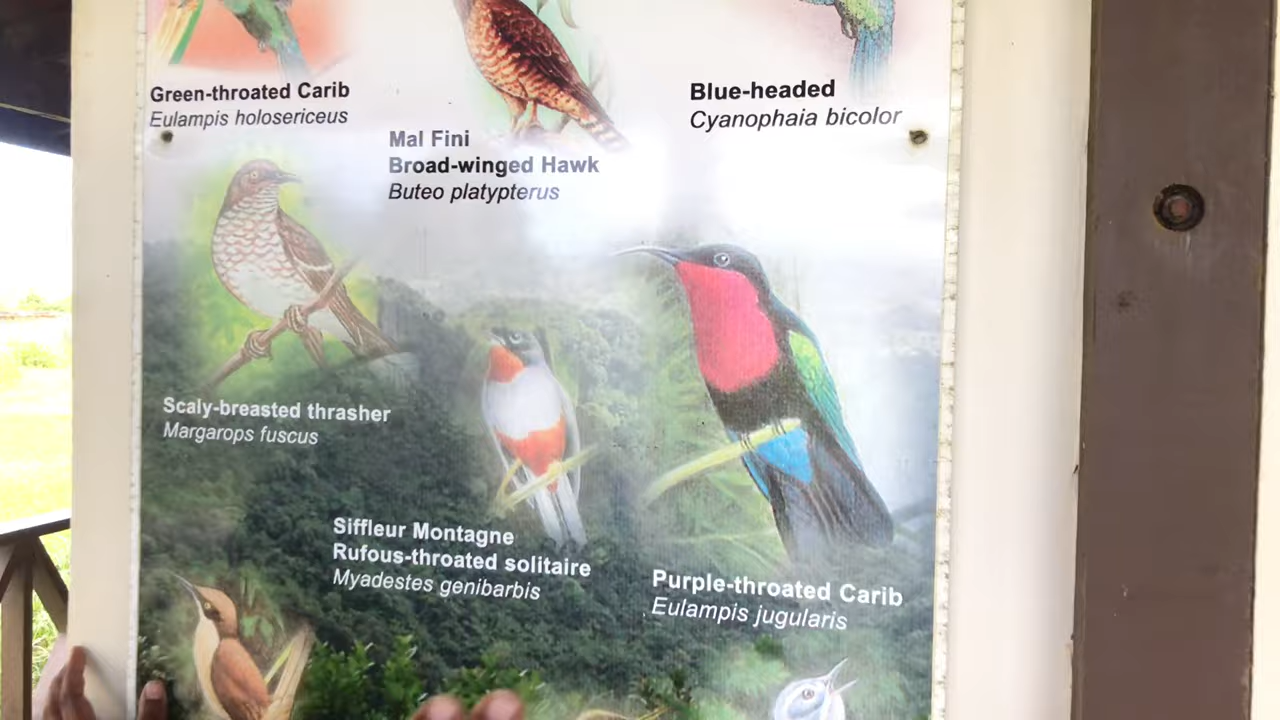 Green-throated Carib
Eulampis holosericeus
Mal Fini
Broad-winged Hawk
Buteo platypterus
Blue-headed
Cyanophaia bicolor
Scaly-breasted thrasher
Margarops fuscus
Siffleur Montagne
Rufous-throated solitaire
Myadestes genibarbis
Purple-throated Carib
Eulampis jugularis